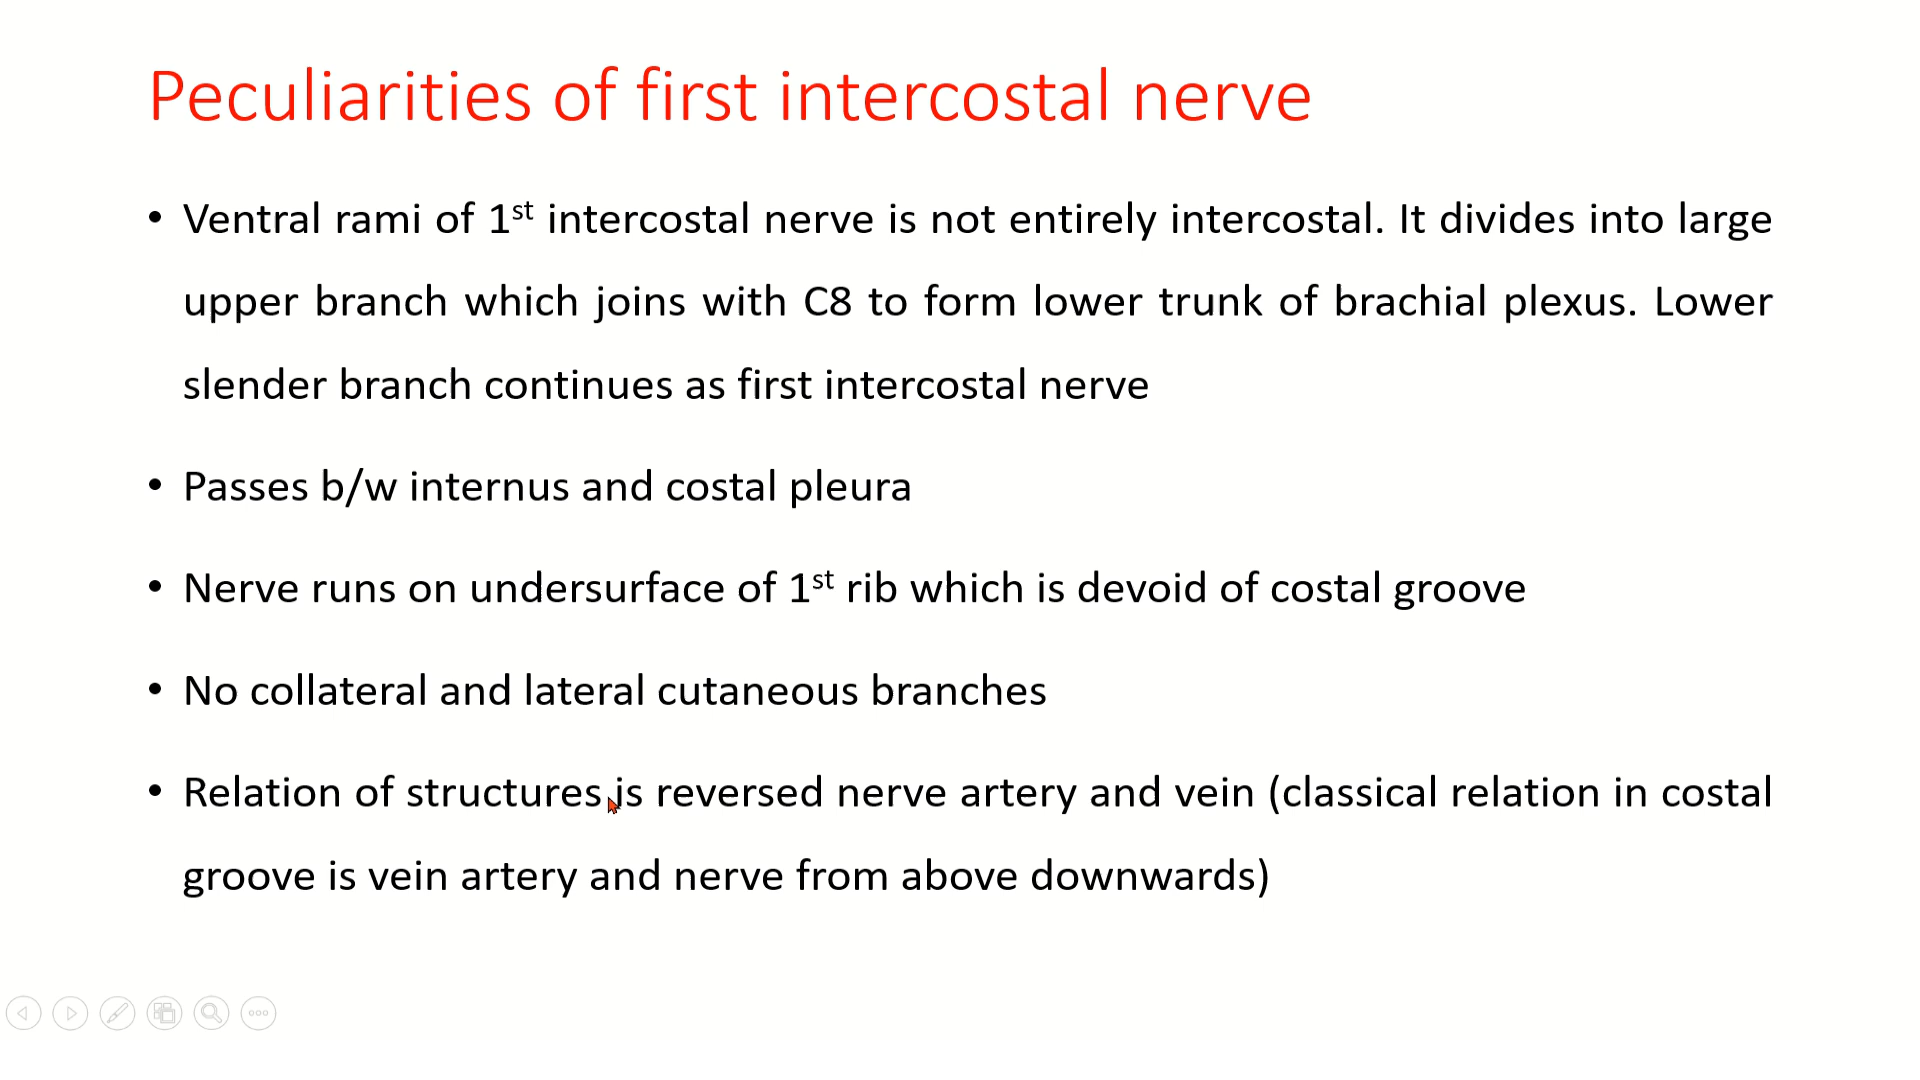 Peculiarities of first intercostal nerve
• Ventral rami of 1st intercostal nerve is not entirely intercostal. It divides into large
upper branch which joins with C8 to form lower trunk of brachial plexus. Lower
slender branch continues as first intercostal nerve
• Passes b/w internus and costal pleura
• Nerve runs on undersurface of 1st rib which is devoid of costal groove
• No collateral and lateral cutaneous branches
• Relation of structures is reversed nerve artery and vein (classical relation in costal
groove is vein artery and nerve from above downwards)